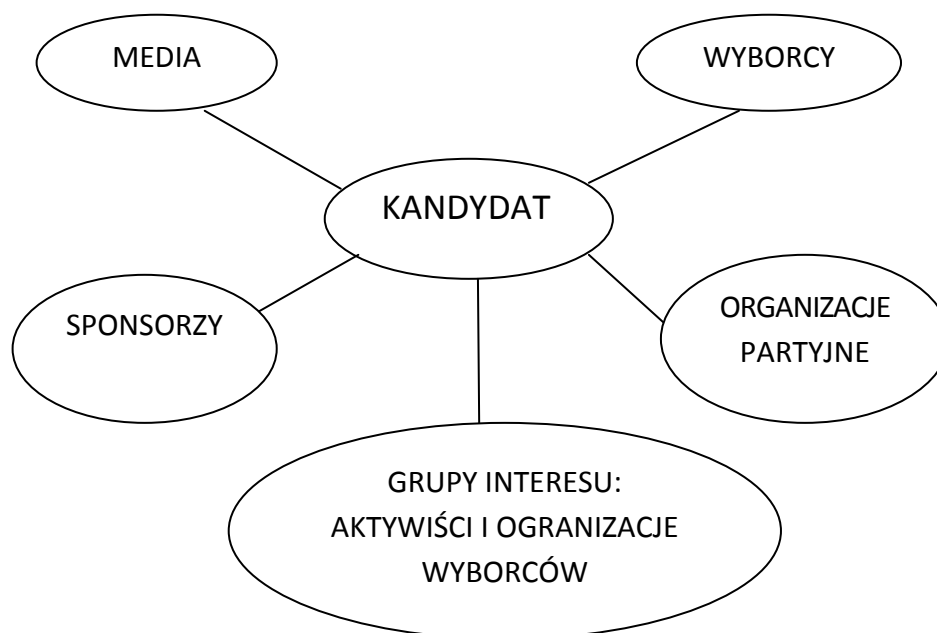 MEDIA
WYBORCY
KANDYDAT
SPONSORZY
ORGANIZACJE
PARTYJNE
GRUPY INTERESU:
AKTYWIŚCI I OGRANIZACJE
WYBORCÓW